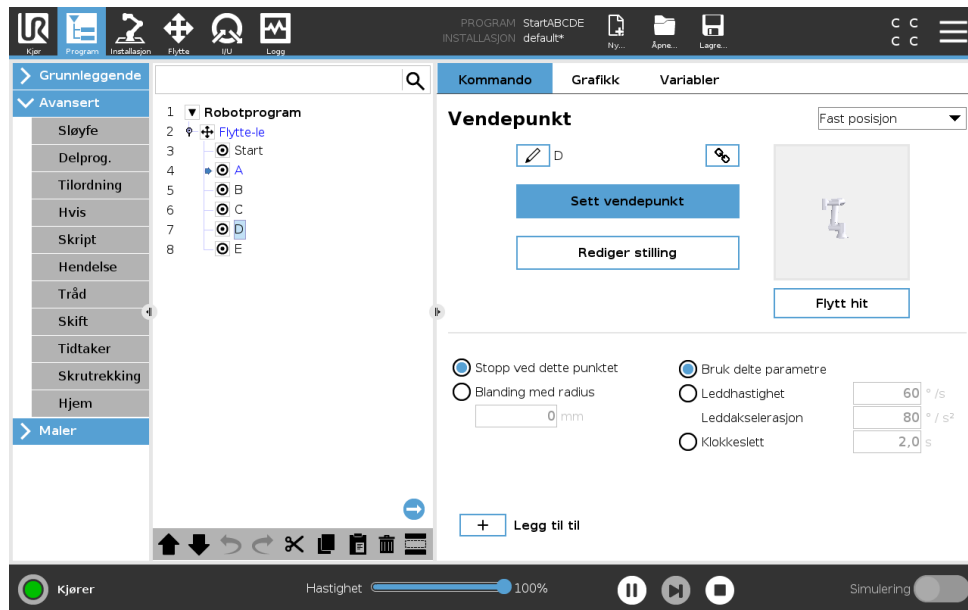 PROGRAM StartABCDE
INSTALLASJON default*
Kjør Program Installasjon Flytte I/U Logg Ny... Åpne... Lagre...
C C
C C
Grunnleggende
Avansert
Sløyfe
Delprog.
Tilordning
Hvis
Skript
Hendelse
Tråd
Skift
Tidtaker
Skrutrekking
Hjem
Maler
1 Robotprogram
2 Flytte-le
3 Start
4 A
5 B
6 C
7 D
8 E
Kommando Grafikk Variabler
Vendepunkt
Fast posisjon
D
Sett vendepunkt
Rediger stilling
Flytt hit
Stopp ved dette punktet
Blanding med radius
0 mm
Bruk delte parametre
Leddhastighet 60 ° /s
Leddakselerasjon 80 ° / s²
Klokkeslett 2,0 s
+ Legg til til
Kjører
Hastighet 100%
Simulering